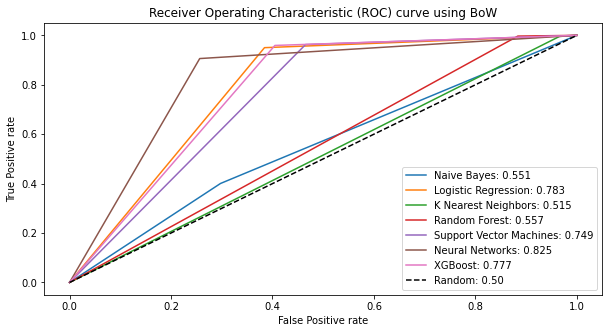 Receiver Operating Characteristic (ROC) curve using BoW
1.0
0.8
0.6
0.4
0.2
0.0
True Positive rate
Naive Bayes: 0.551
Logistic Regression: 0.783
K Nearest Neighbors: 0.515
Random Forest: 0.557
Support Vector Machines: 0.749
Neural Networks: 0.825
XGBoost: 0.777
Random: 0.50
0.0 0.2 0.4 0.6 0.8 1.0
False Positive rate